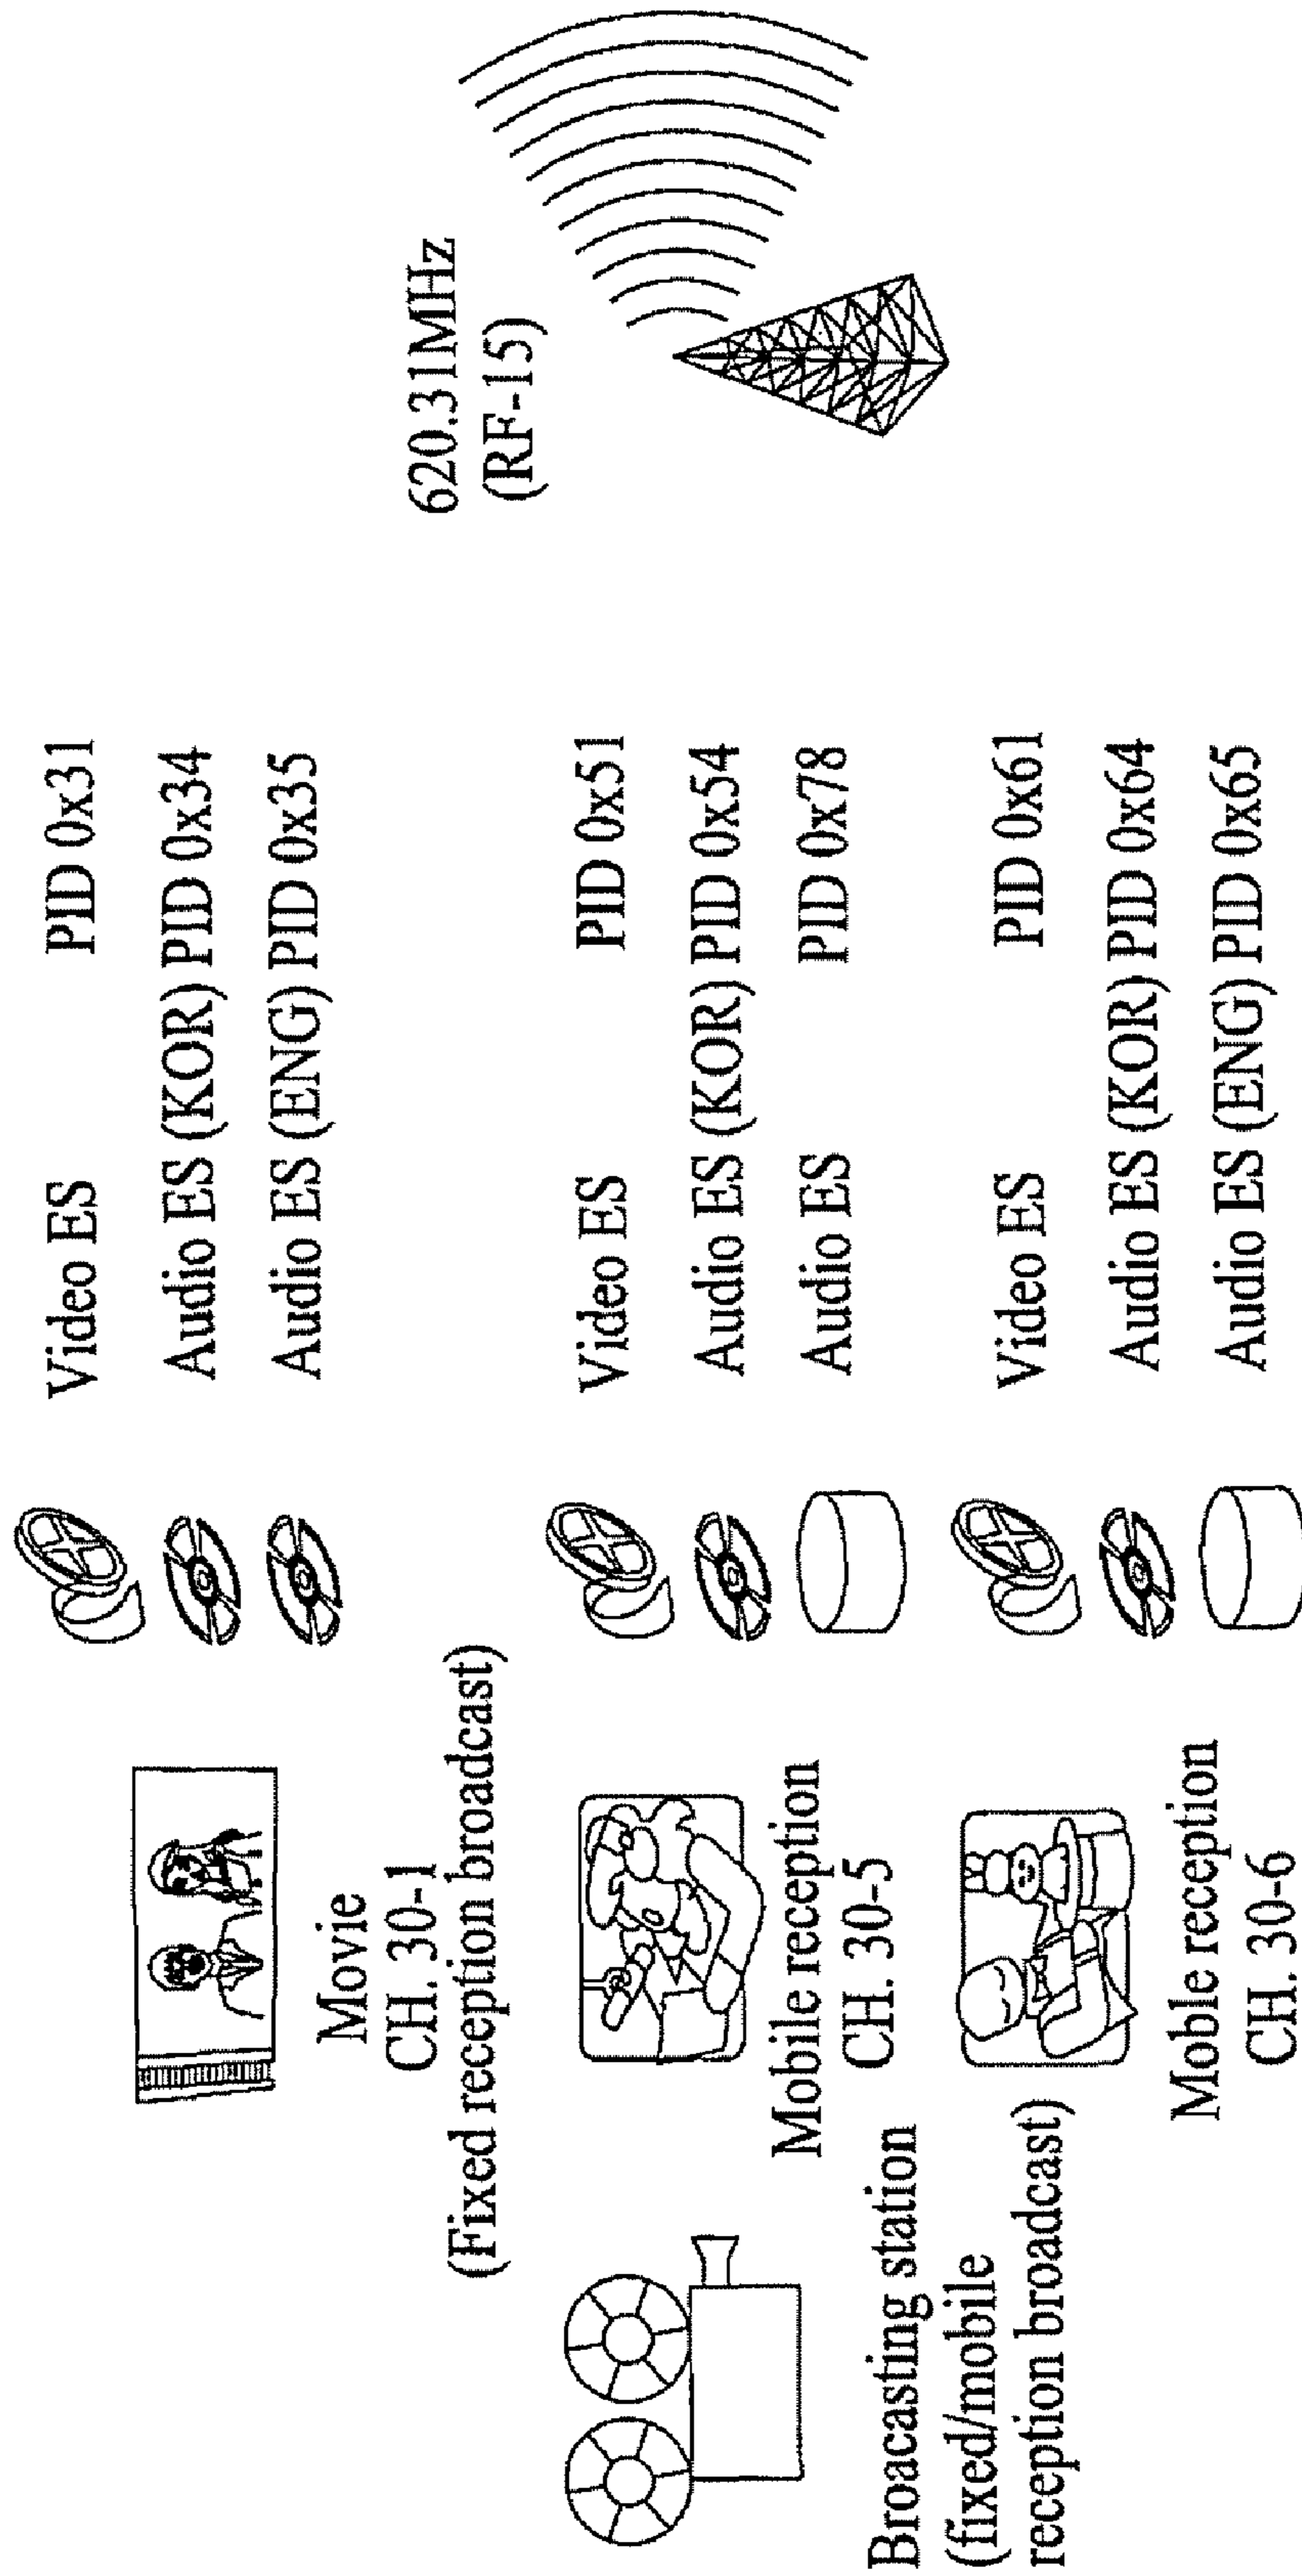 Broacasting station
(fixed/mobile
reception broadcast)
Movie
CH. 30-1
(Fixed reception broadcast)
Video ES PID 0x31
Audio ES (KOR) PID 0x34
Audio ES (ENG) PID 0x35
Mobile reception
CH. 30-5
Video ES PID 0x51
Audio ES (KOR) PID 0x54
Audio ES PID 0x78
Moble reception
CH. 30-6
Video ES PID 0x61
Audio ES (KOR) PID 0x64
Audio ES (ENG) PID 0x65
620.31MHz
(RF-15)